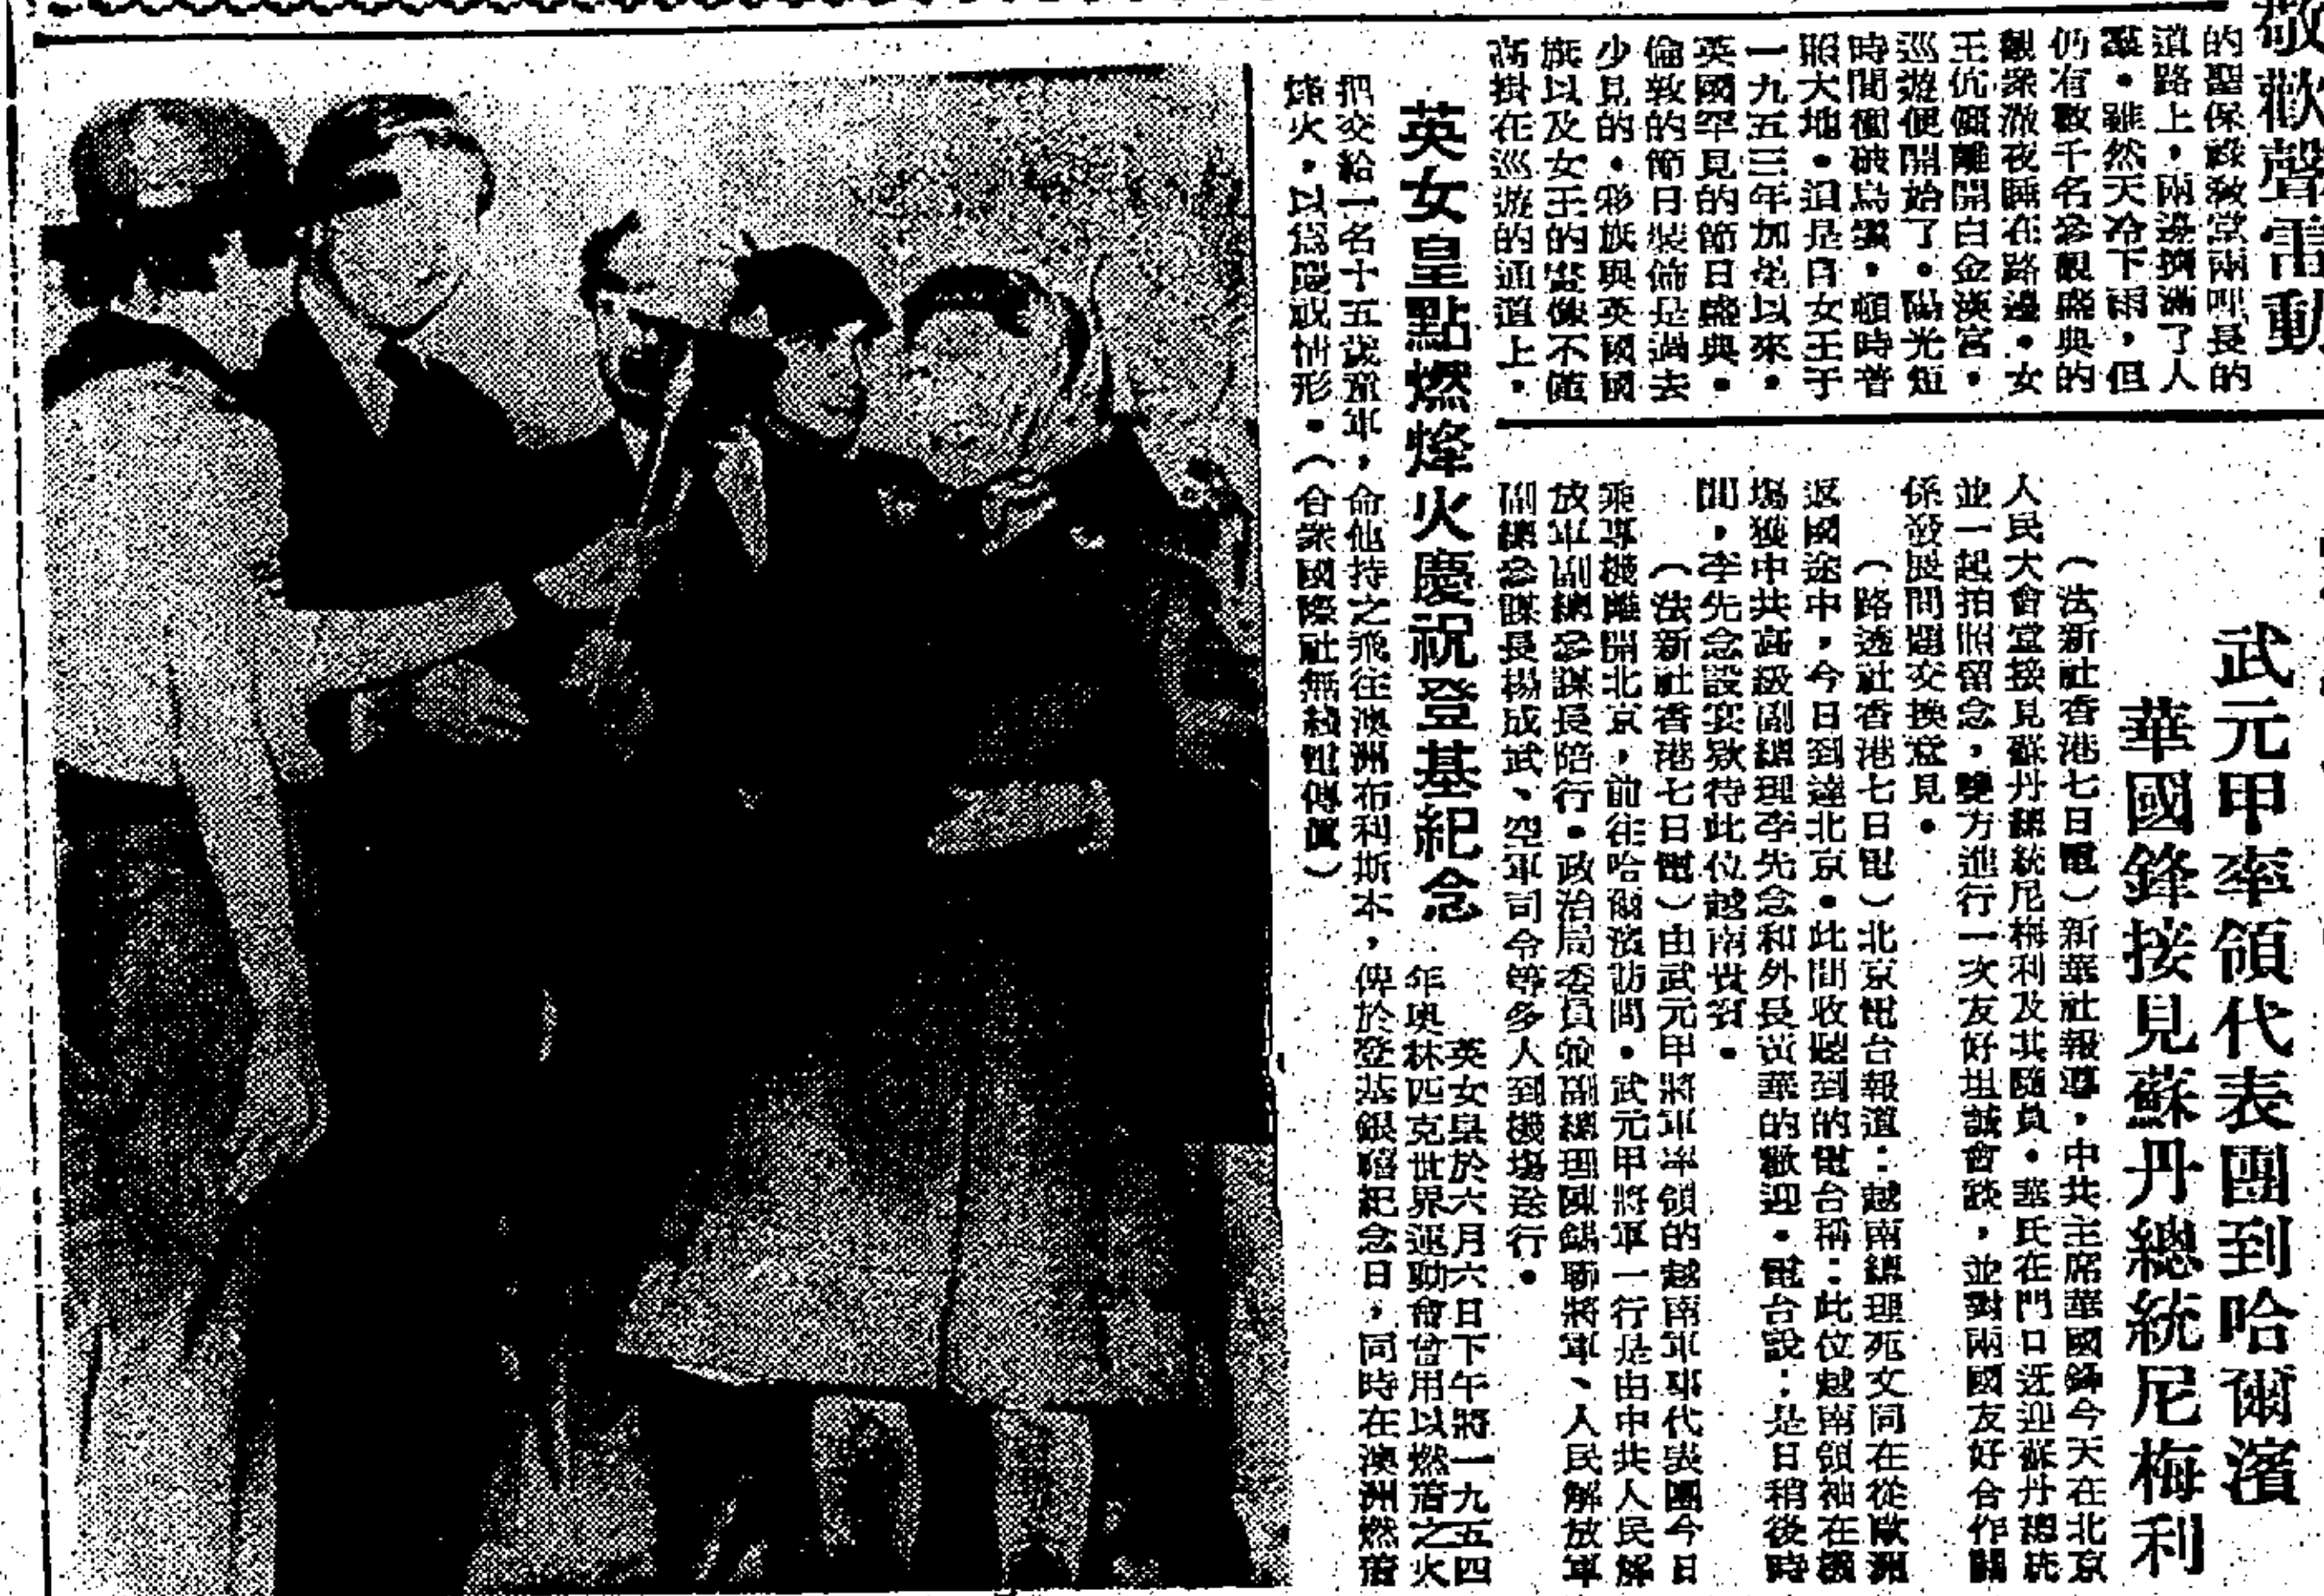 敬歡聲雷動
的聖保羅敎堂兩哩長的
道路上，兩邊擠滿了人
羣。雖然天冷下雨，但
仍有數千名參觀盛典的
觀衆澈夜睡在路邊。女
王伉儷離開白金漢宮，
巡遊便開始了。陽光短
時間衝破烏雲，頓時普
照大地。這是自女王于
一九五三年加冕以來，
英國罕見的節日盛典。
倫敦的節日裝飾是過去
少見的。彩旗與英國國
旗以及女王的畫像不僅
高掛在巡遊的通道上，
武元甲率領代表團到哈爾濱
華國鋒接見蘇丹總統尼梅利
（法新社香港七日電）新華社報導，中共主席華國鋒今天在北京
人民大會堂接見蘇丹總統尼梅利及其隨員。華氏在門口迓迎蘇丹總統
並一起拍照留念，雙方進行一次友好坦誠會談，並對兩國友好合作關
係發展問題交換意見。
（路透社香港七日電）北京電台報道：越南總理范文同在從歐洲
返國途中，今日到達北京。此間收聽到的電台稱：此位越南領袖在機
塲獲中共高級副總理李先念和外長黃華的歡迎。電台說：是日稍後時
間，李先念設宴欵待此位越南貴賓。
（法新社香港七日電）由武元甲將軍率領的越南軍事代表團今日
乘專機離開北京，前往哈爾濱訪問。武元甲將軍一行是由中共人民解
放軍副總參謀長陪行。政治局委員兼副總理陳錫聯將軍、人民解放軍
副總參謀長楊成武、空軍司令等多人到機塲送行。
英女皇點燃烽火慶祝登基紀念
英女皇於六月六日下午將一九五四
年奧林匹克世界運動會曾用以燃着之火
把交給一名十五歲童軍，命他持之飛往澳洲布利斯本，俾於登基銀禧紀念日，同時在澳洲燃着
烽火，以爲慶祝情形。（合衆國際社無綫電傳眞）